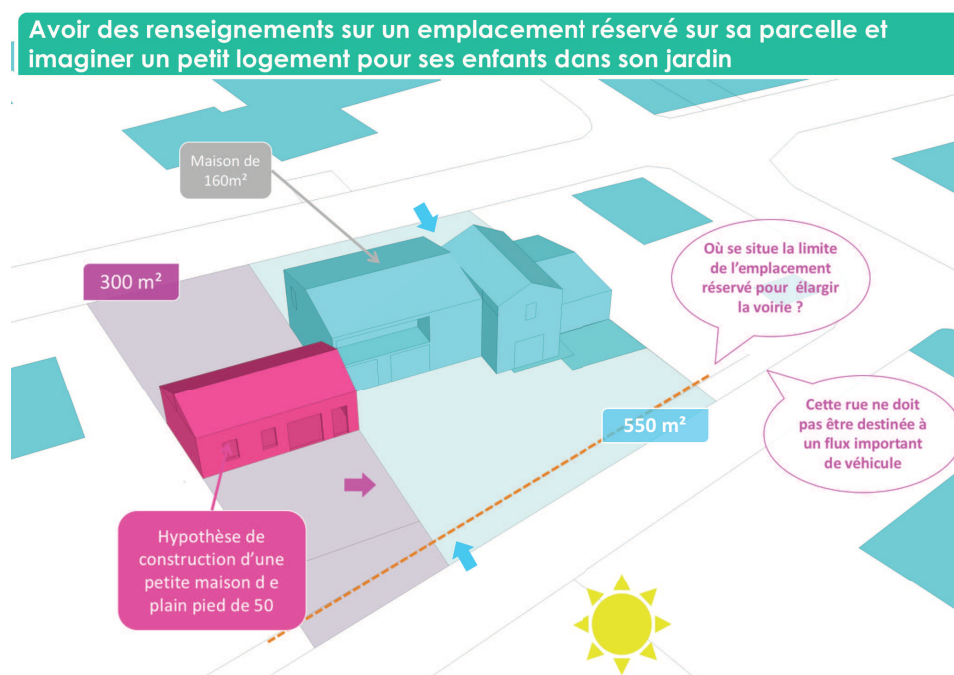 Avoir des renseignements sur un emplacement réservé sur sa parcelle et
imaginer un petit logement pour ses enfants dans son jardin
Maison de
160m²
300 m²
Où se situe la limite
de l'emplacement
réservé pour élargir
la voirie ?
550 m²
Cette rue ne doit
pas être destinée à
un flux important
de véhicule
Hypothèse de
construction d'une
petite maison d e
plain pied de 50